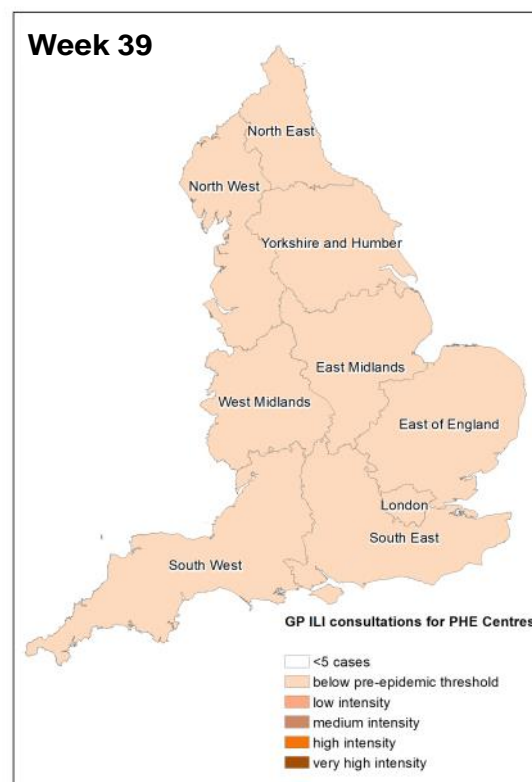 Week 39
North East
North West
Yorkshire and Humber
East Midlands
West Midlands
East of England
London
South East
South West
GP ILI consultations for PHE Centres
<5 cases
below pre-epidemic threshold
low intensity
medium intensity
high intensity
very high intensity